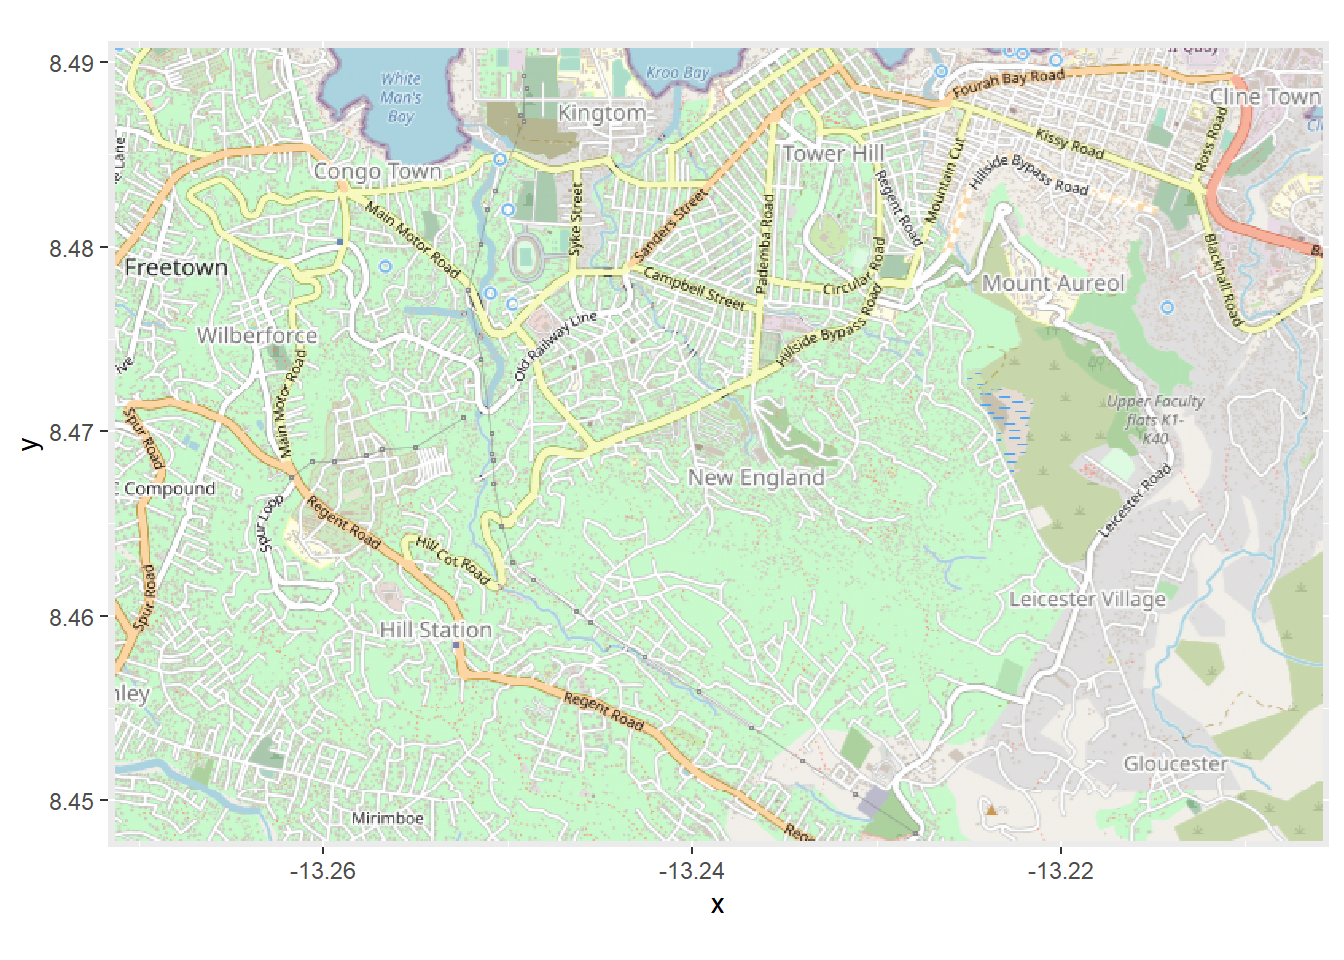 8.49
8.48
8.47
8.46
8.45
y
-13.26
-13.24
-13.22
x
White
Man's
Bay
Kroo Bay
Kingtom
Fourah Bay Road
Cline Town
Kissy Road
Ross Road
Lane
Congo Town
Tower Hill
Mountain Cut
Hillside Bypass Road
Regent Road
Main Motor Road
Syke Street
Sanders Street
Pademba Road
Freetown
Campbell Street
Circular Road
Mount Aureol
Blackhall Road
Wilberforce
Old Railway Line
Hillside Bypass Road
Main Motor Road
Upper Faculty
flats K1-
K40
Spur Road
New England
Compound
Spur Loop
Regent Road
Leicester Road
Hill Cot Road
Spur Road
Hill Station
Leicester Village
Regent Road
Gloucester
Mirimboe